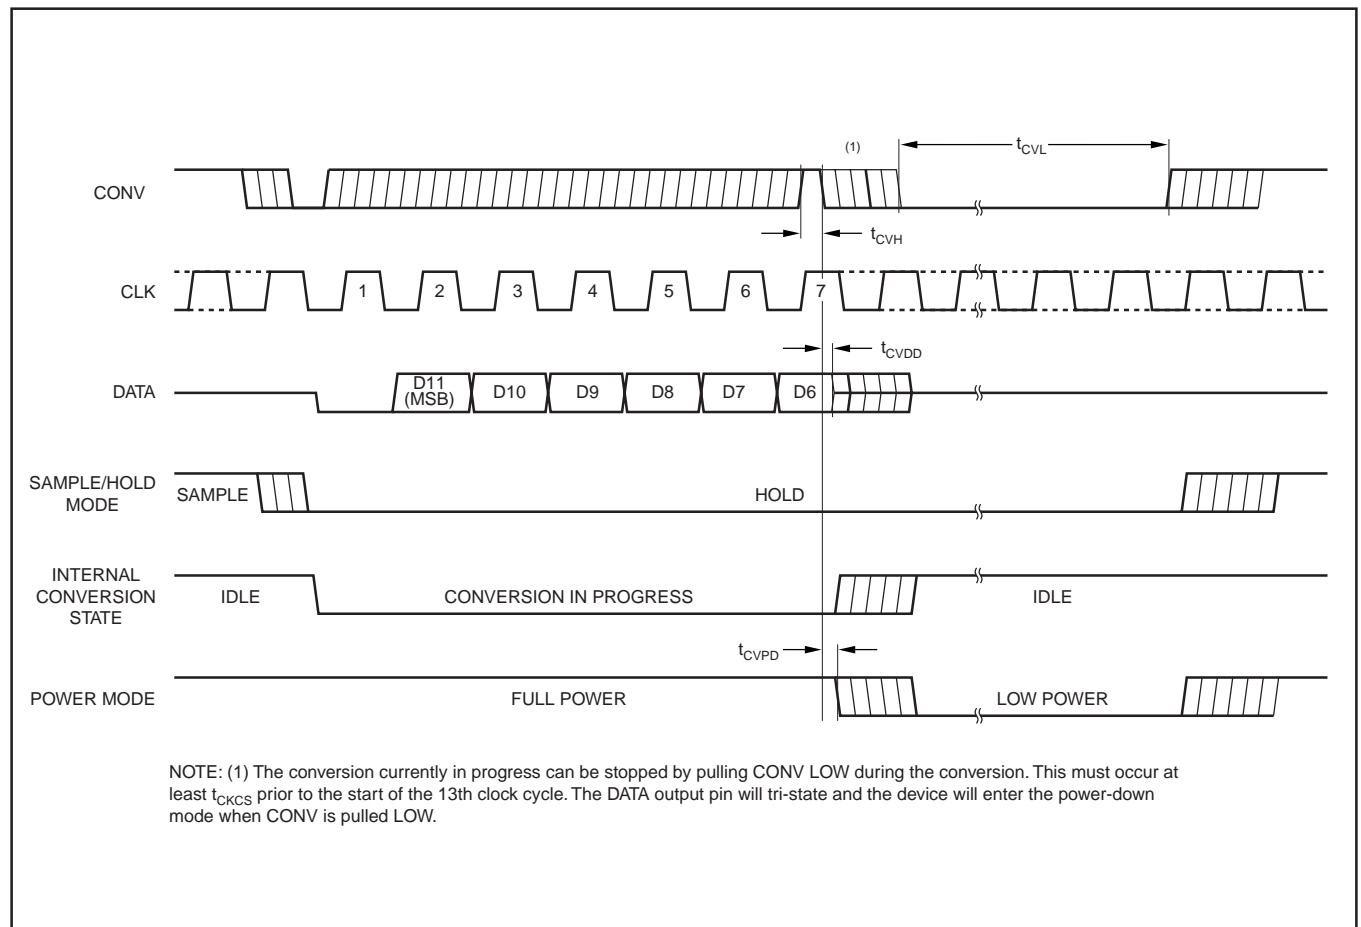 (1)
tCVL
CONV
tCVH
CLK
1 2 3 4 5 6 7
tCVDD
DATA
D11
(MSB)
D10 D9 D8 D7 D6
SAMPLE/HOLD
MODE
SAMPLE
HOLD
INTERNAL
CONVERSION
STATE
IDLE
CONVERSION IN PROGRESS
IDLE
tCVPD
POWER MODE
FULL POWER
LOW POWER
NOTE: (1) The conversion currently in progress can be stopped by pulling CONV LOW during the conversion. This must occur at
least tCKCS prior to the start of the 13th clock cycle. The DATA output pin will tri-state and the device will enter the power-down
mode when CONV is pulled LOW.